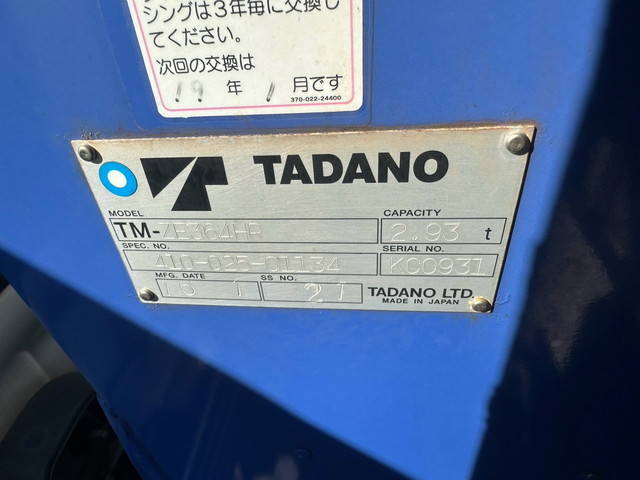 シングは3年毎に交換し
てください。
次回の交換は
19 年 1 月です
370-022-24400
TADANO
MODEL
TM-ZE364HR
CAPACITY
2.93 t
SPEC. NO.
410-025-01134
SERIAL NO.
KC0931
MFG. DATE
SS NO.
21
TADANO LTD.
MADE IN JAPAN